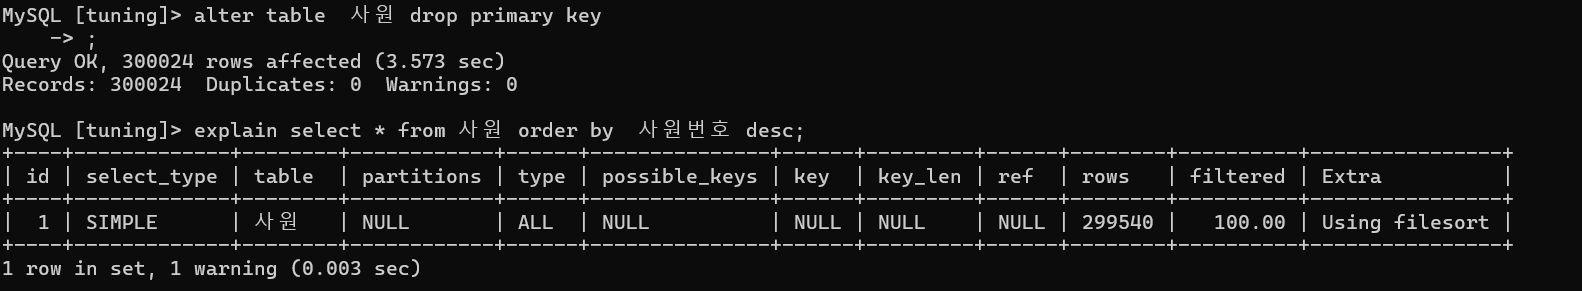 MySQL [tuning]> alter table  사원 drop primary key
    -> ;
Query OK, 300024 rows affected (3.573 sec)
Records: 300024  Duplicates: 0  Warnings: 0

MySQL [tuning]> explain select * from 사원 order by  사원번호 desc;
+----+-------------+--------+------------+------+---------------+------+---------+------+--------+----------+----------------+
| id | select_type | table  | partitions | type | possible_keys | key  | key_len | ref  | rows   | filtered | Extra          |
+----+-------------+--------+------------+------+---------------+------+---------+------+--------+----------+----------------+
|  1 | SIMPLE      | 사원   | NULL       | ALL  | NULL          | NULL | NULL    | NULL | 299540 |   100.00 | Using filesort |
+----+-------------+--------+------------+------+---------------+------+---------+------+--------+----------+----------------+
1 row in set, 1 warning (0.003 sec)